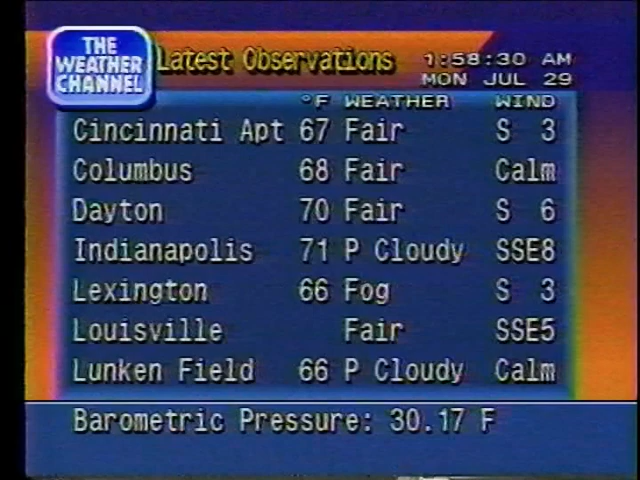 THE
WEATHER
CHANNEL
Latest Observations
1:58:30 AM
MON JUL 29
°F WEATHER WIND
Cincinnati Apt 67 Fair S 3
Columbus 68 Fair Calm
Dayton 70 Fair S 6
Indianapolis 71 P Cloudy SSE8
Lexington 66 Fog S 3
Louisville Fair SSE5
Lunken Field 66 P Cloudy Calm
Barometric Pressure: 30.17 F